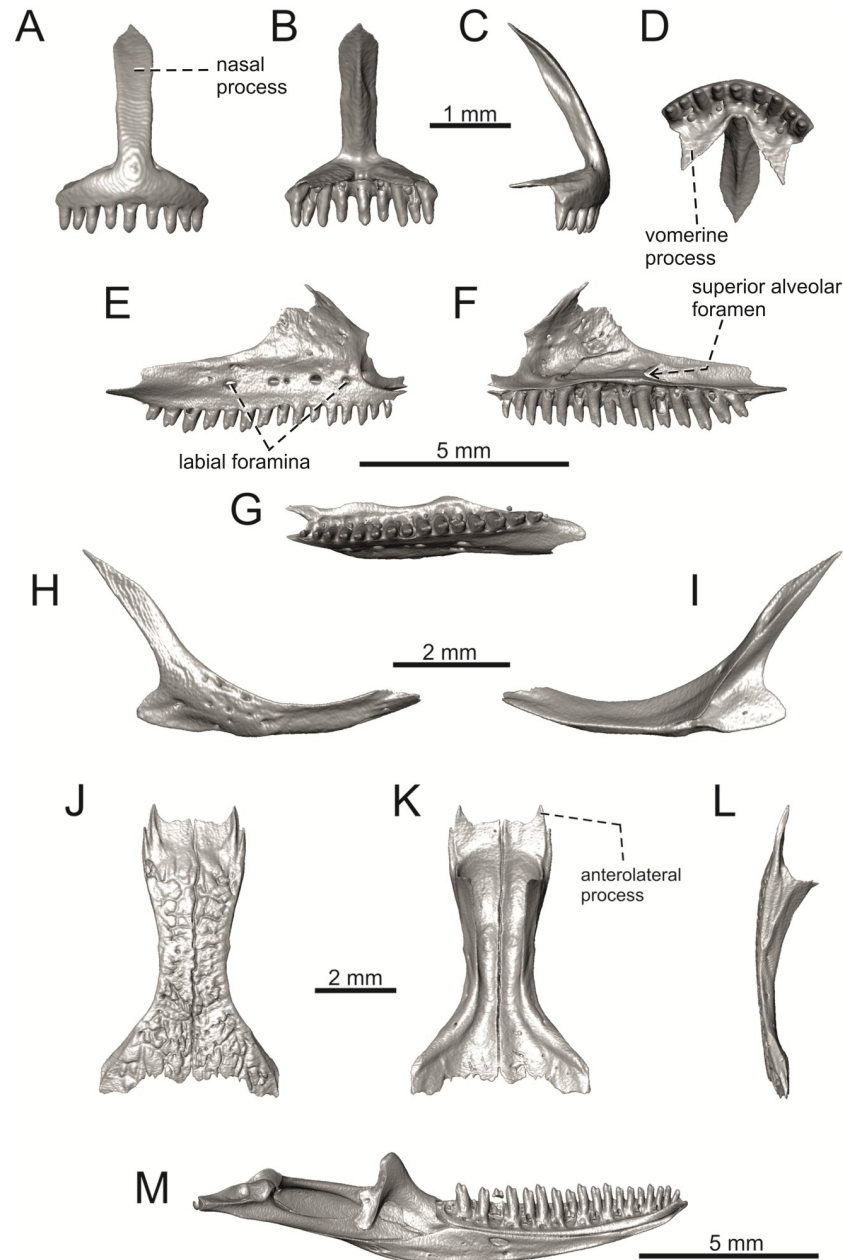 A
B
C
D
nasal
process
1 mm
vomerine
process
superior alveolar
foramen
E
F
labial foramina
5 mm
G
H
I
2 mm
J
K
L
anterolateral
process
2 mm
M
5 mm